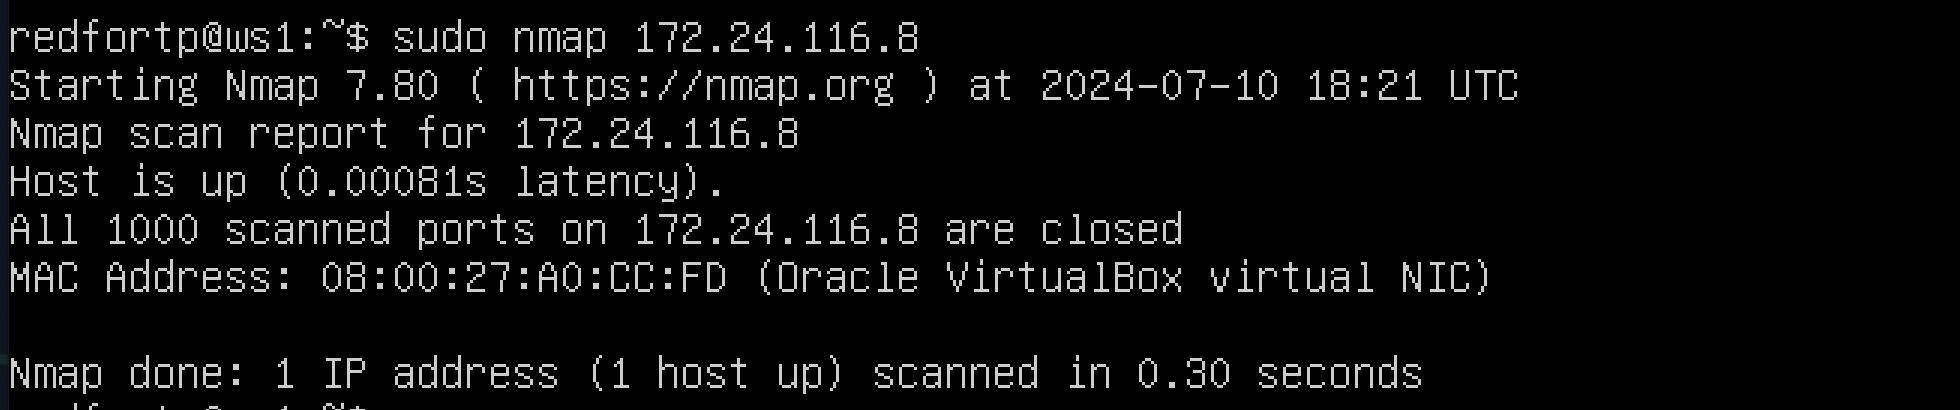 redfortp@ws1:~$ sudo nmap 172.24.116.8
Starting Nmap 7.80 ( https://nmap.org ) at 2024-07-10 18:21 UTC
Nmap scan report for 172.24.116.8
Host is up (0.00081s latency).
All 1000 scanned ports on 172.24.116.8 are closed
MAC Address: 08:00:27:A0:CC:FD (Oracle VirtualBox virtual NIC)
Nmap done: 1 IP address (1 host up) scanned in 0.30 seconds